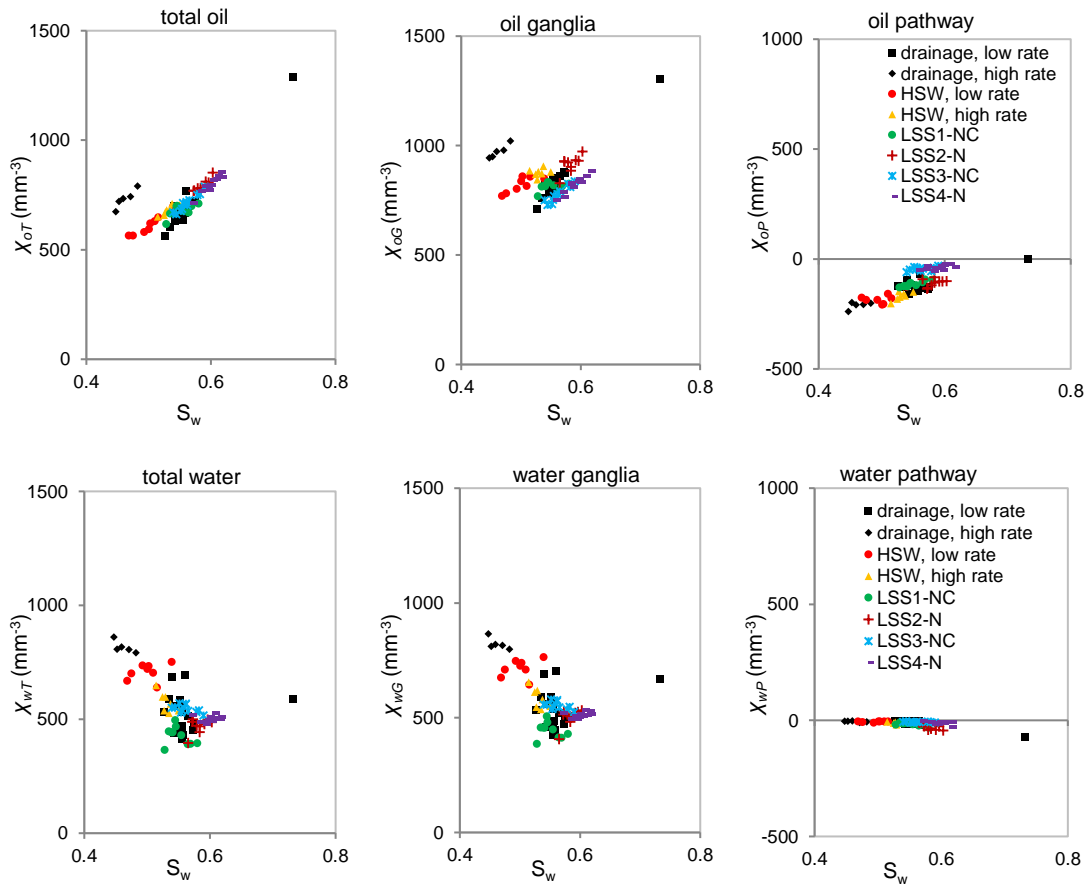 total oil
1500
1000
500
0
0.4
0.6
0.8
χoT (mm-3)
Sw
oil ganglia
1500
1000
500
0
0.4
0.6
0.8
χoG (mm-3)
Sw
oil pathway
1000
500
0
-500
0.4
0.6
0.8
χoP (mm-3)
Sw
drainage, low rate
drainage, high rate
HSW, low rate
HSW, high rate
LSS1-NC
LSS2-N
LSS3-NC
LSS4-N
total water
1500
1000
500
0
0.4
0.6
0.8
χwT (mm-3)
Sw
water ganglia
1500
1000
500
0
0.4
0.6
0.8
χwG (mm-3)
Sw
water pathway
1000
500
0
-500
0.4
0.6
0.8
χwP (mm-3)
Sw
drainage, low rate
drainage, high rate
HSW, low rate
HSW, high rate
LSS1-NC
LSS2-N
LSS3-NC
LSS4-N